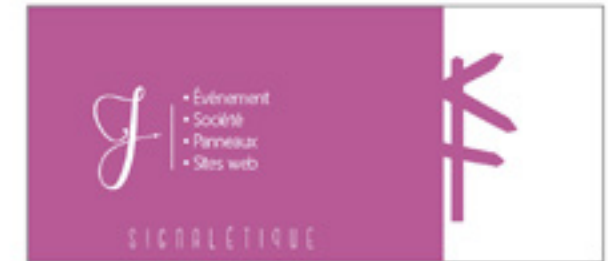 J
• Événement
• Société
• Panneaux
• Sites web
SIGNALÉTIQUE